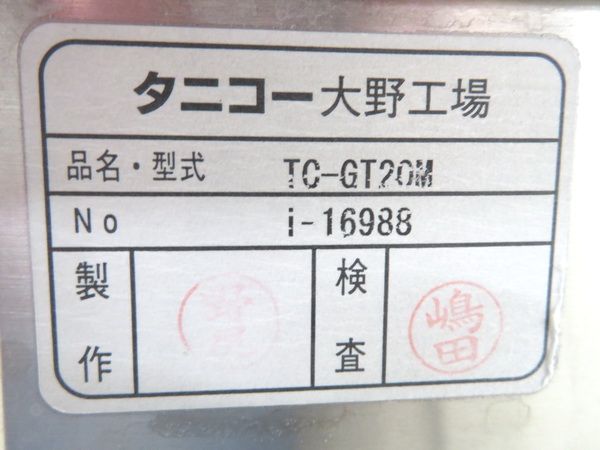 タニコー大野工場
品名・型式 TC-GT20M
No i-16988
製作 検査 嶋田